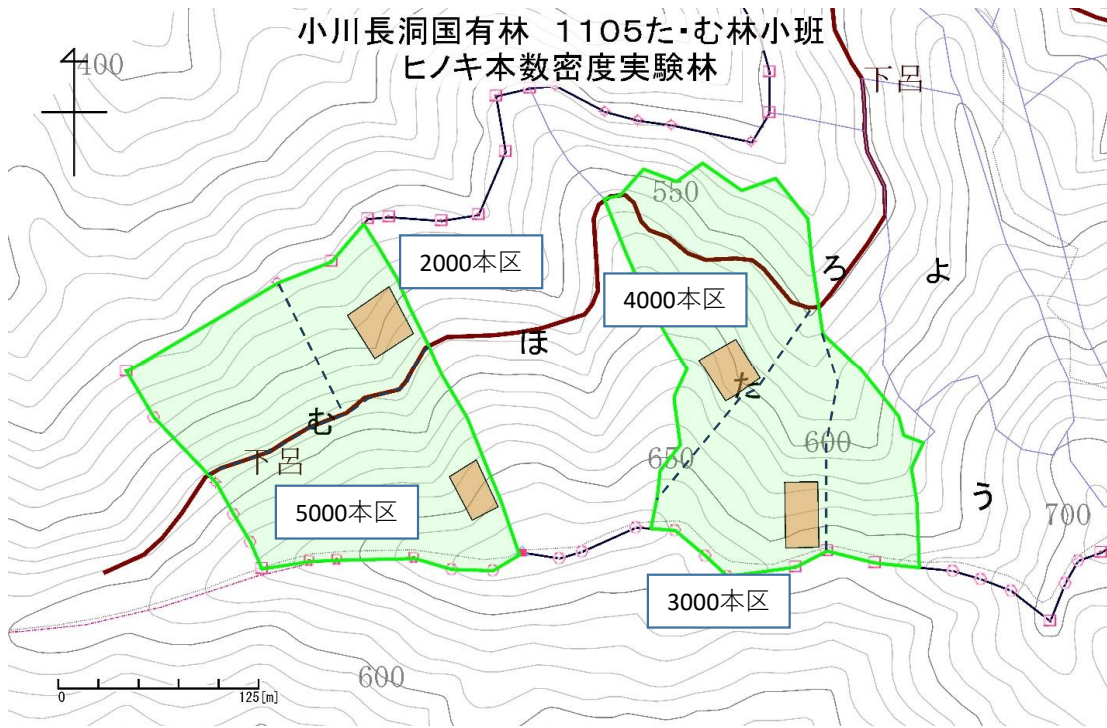 小川長洞国有林　1105た・む林小班
ヒノキ本数密度実験林
400
下呂
550
2000本区
4000本区
ろ
よ
ほ
た
む
下呂
650
600
5000本区
う
700
3000本区
600
0
125[m]